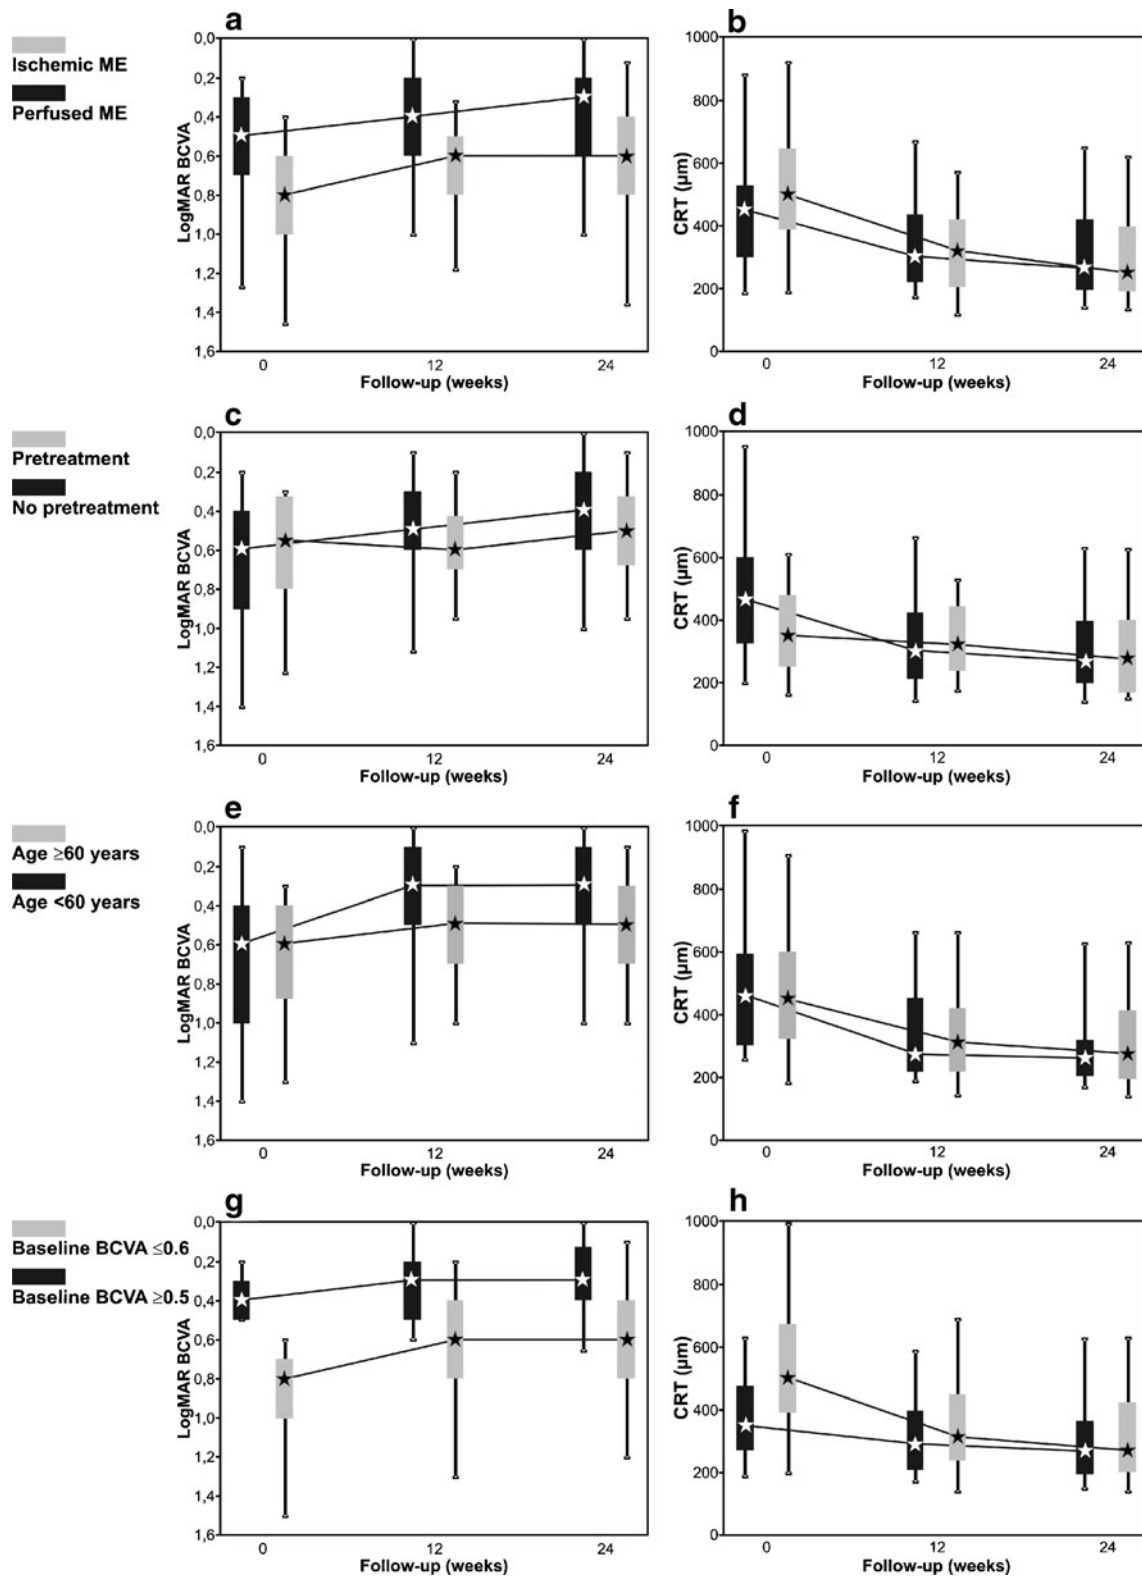 a
b
Ischemic ME
Perfused ME
LogMAR BCVA
0,0
0,2
0,4
0,6
0,8
1,0
1,2
1,4
1,6
0
12
24
Follow-up (weeks)
CRT (µm)
1000
800
600
400
200
0
0
12
24
Follow-up (weeks)
c
d
Pretreatment
No pretreatment
LogMAR BCVA
0,0
0,2
0,4
0,6
0,8
1,0
1,2
1,4
1,6
0
12
24
Follow-up (weeks)
CRT (µm)
1000
800
600
400
200
0
0
12
24
Follow-up (weeks)
e
f
Age ≥60 years
Age <60 years
LogMAR BCVA
0,0
0,2
0,4
0,6
0,8
1,0
1,2
1,4
1,6
0
12
24
Follow-up (weeks)
CRT (µm)
1000
800
600
400
200
0
0
12
24
Follow-up (weeks)
g
h
Baseline BCVA ≤0.6
Baseline BCVA ≥0.5
LogMAR BCVA
0,0
0,2
0,4
0,6
0,8
1,0
1,2
1,4
1,6
0
12
24
Follow-up (weeks)
CRT (µm)
1000
800
600
400
200
0
0
12
24
Follow-up (weeks)